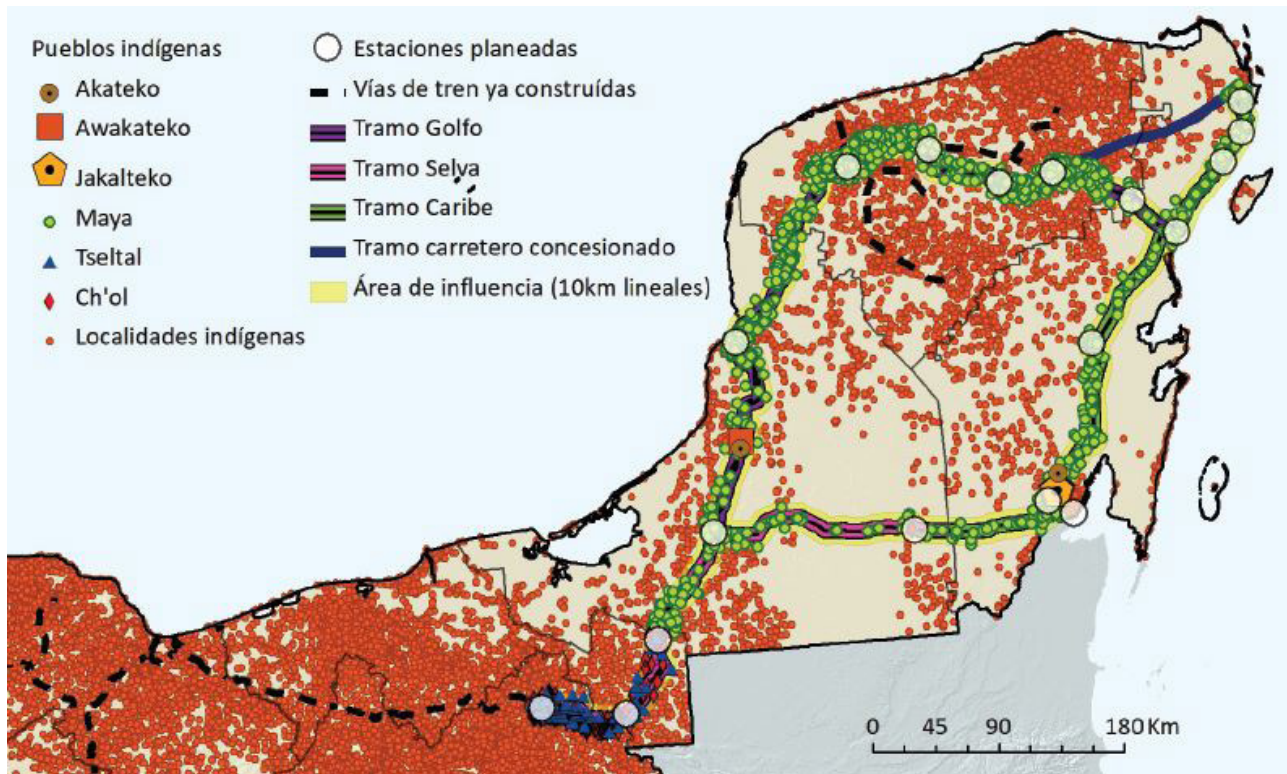 Pueblos indígenas
Akateko
Awakateko
Jakalteko
Maya
Tseltal
Ch'ol
Localidades indígenas
Estaciones planeadas
Vías de tren ya construídas
Tramo Golfo
Tramo Selva
Tramo Caribe
Tramo carretero concesionado
Área de influencia (10km lineales)
0 45 90 180 Km